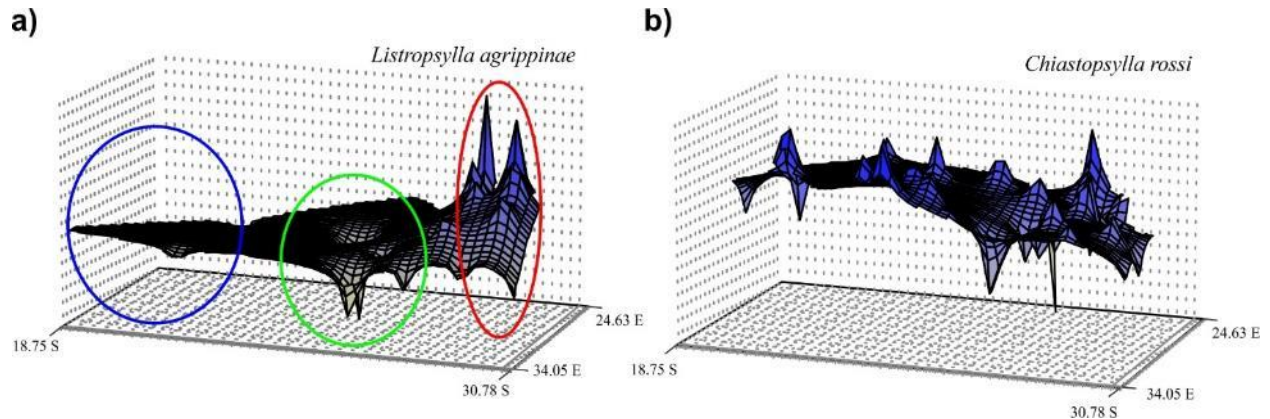 a)
Listropsylla agrippinae
24.63 E
18.75 S
34.05 E
30.78 S
b)
Chiastopsylla rossi
24.63 E
18.75 S
34.05 E
30.78 S